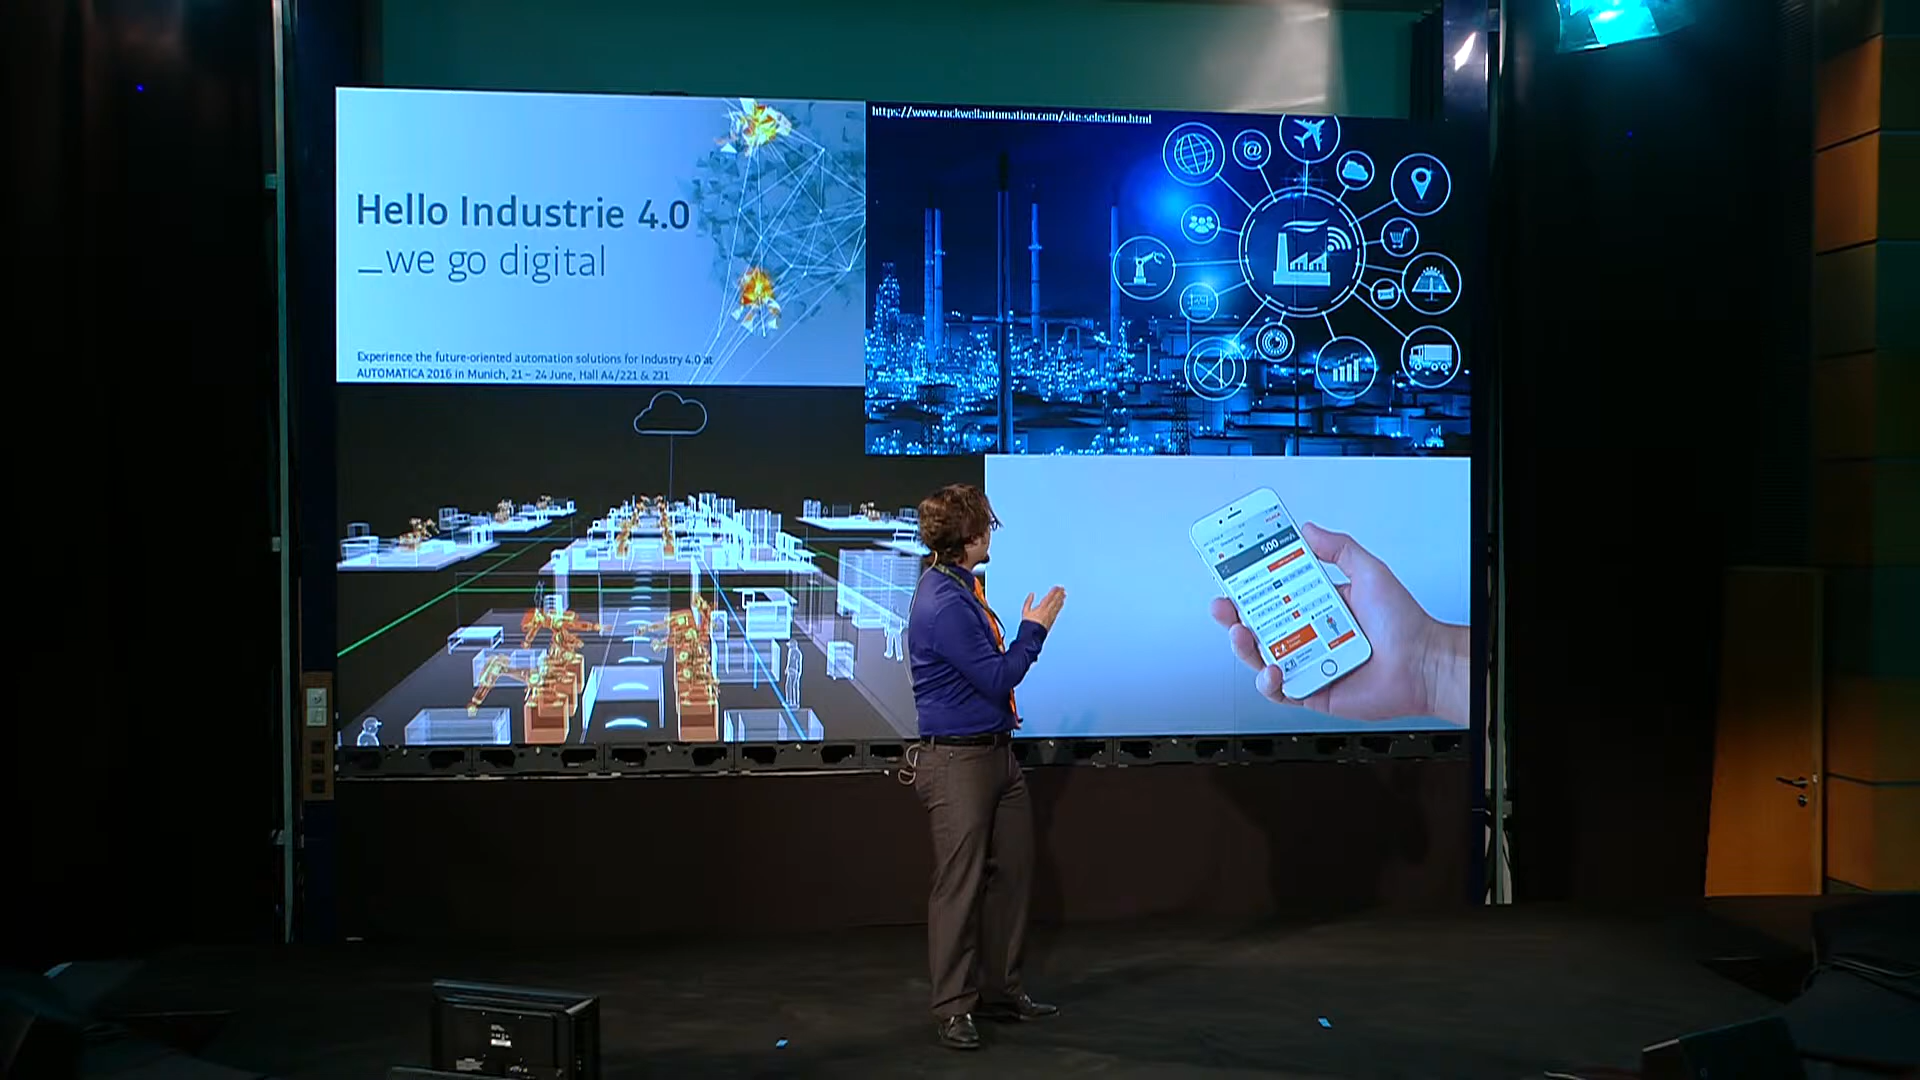 Hello Industrie 4.0
_we go digital
Experience the future-oriented automation solutions for Industry 4.0 at
AUTOMATICA 2016 in Munich, 21 – 24 June, Hall A4/221 & 231
https://www.rockwellautomation.com/site-selection.html
@
500 mm/s